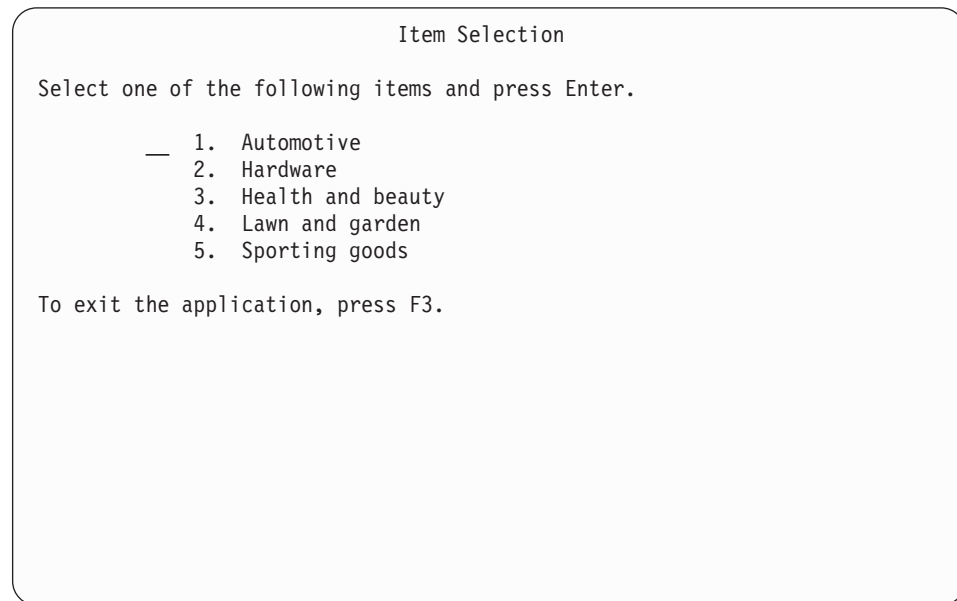 Item Selection
Select one of the following items and press Enter.
__ 1. Automotive
2. Hardware
3. Health and beauty
4. Lawn and garden
5. Sporting goods
To exit the application, press F3.